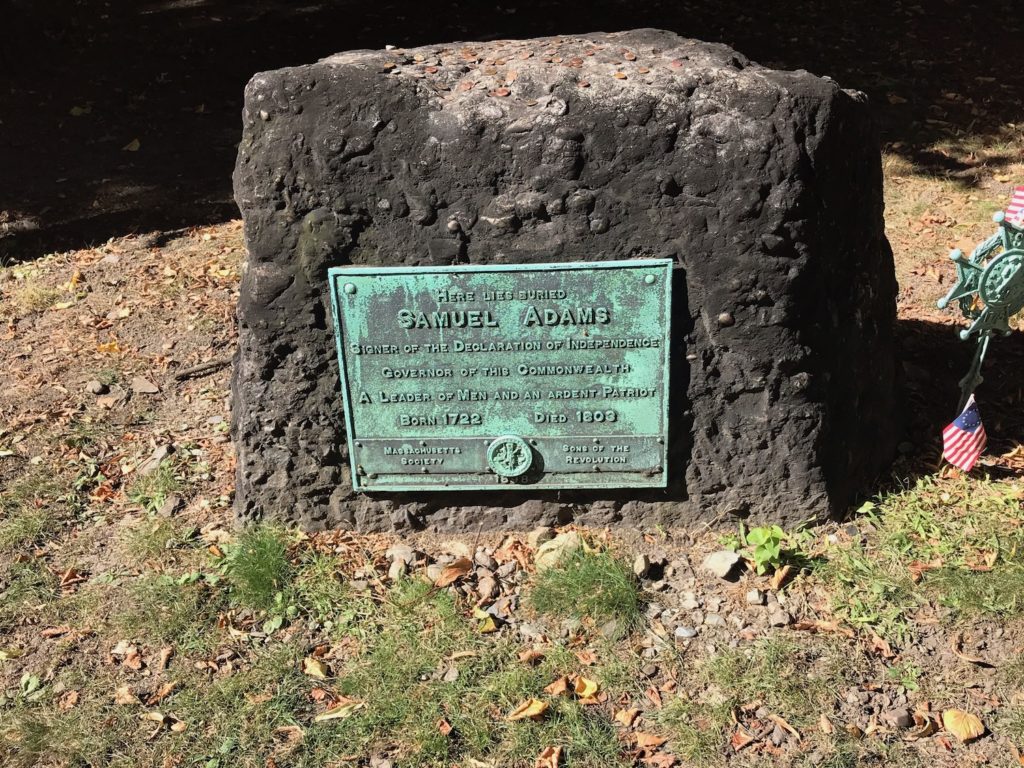 Here lies buried
Samuel Adams
Signer of the Declaration of Independence
Governor of this Commonwealth
A Leader of Men and an ardent Patriot
Born 1722 Died 1803
Massachusetts Society Sons of the Revolution
1898